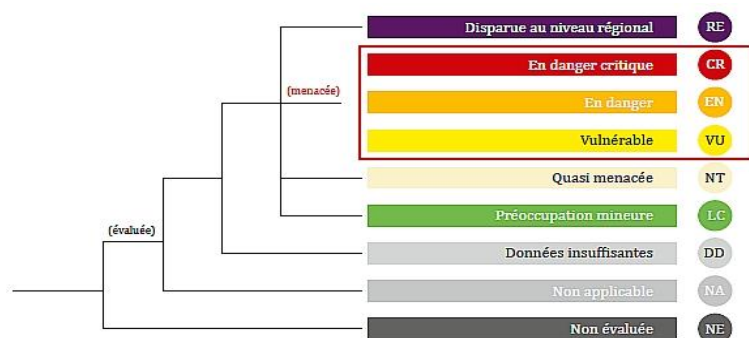 Disparue au niveau régional RE
En danger critique CR
(menacée)
En danger EN
Vulnérable VU
Quasi menacée NT
Préoccupation mineure LC
(évaluée)
Données insuffisantes DD
Non applicable NA
Non évaluée NE